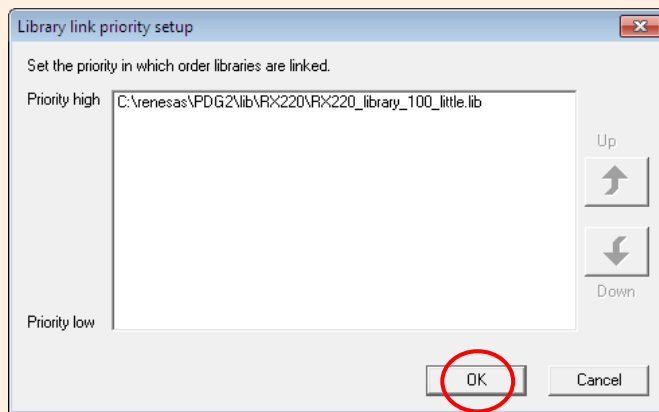 Library link priority setup
Set the priority in which order libraries are linked.
Priority high
C:\renesas\PDG2\lib\RX220\RX220_library_100_little.lib
Up
Down
Priority low
OK
Cancel